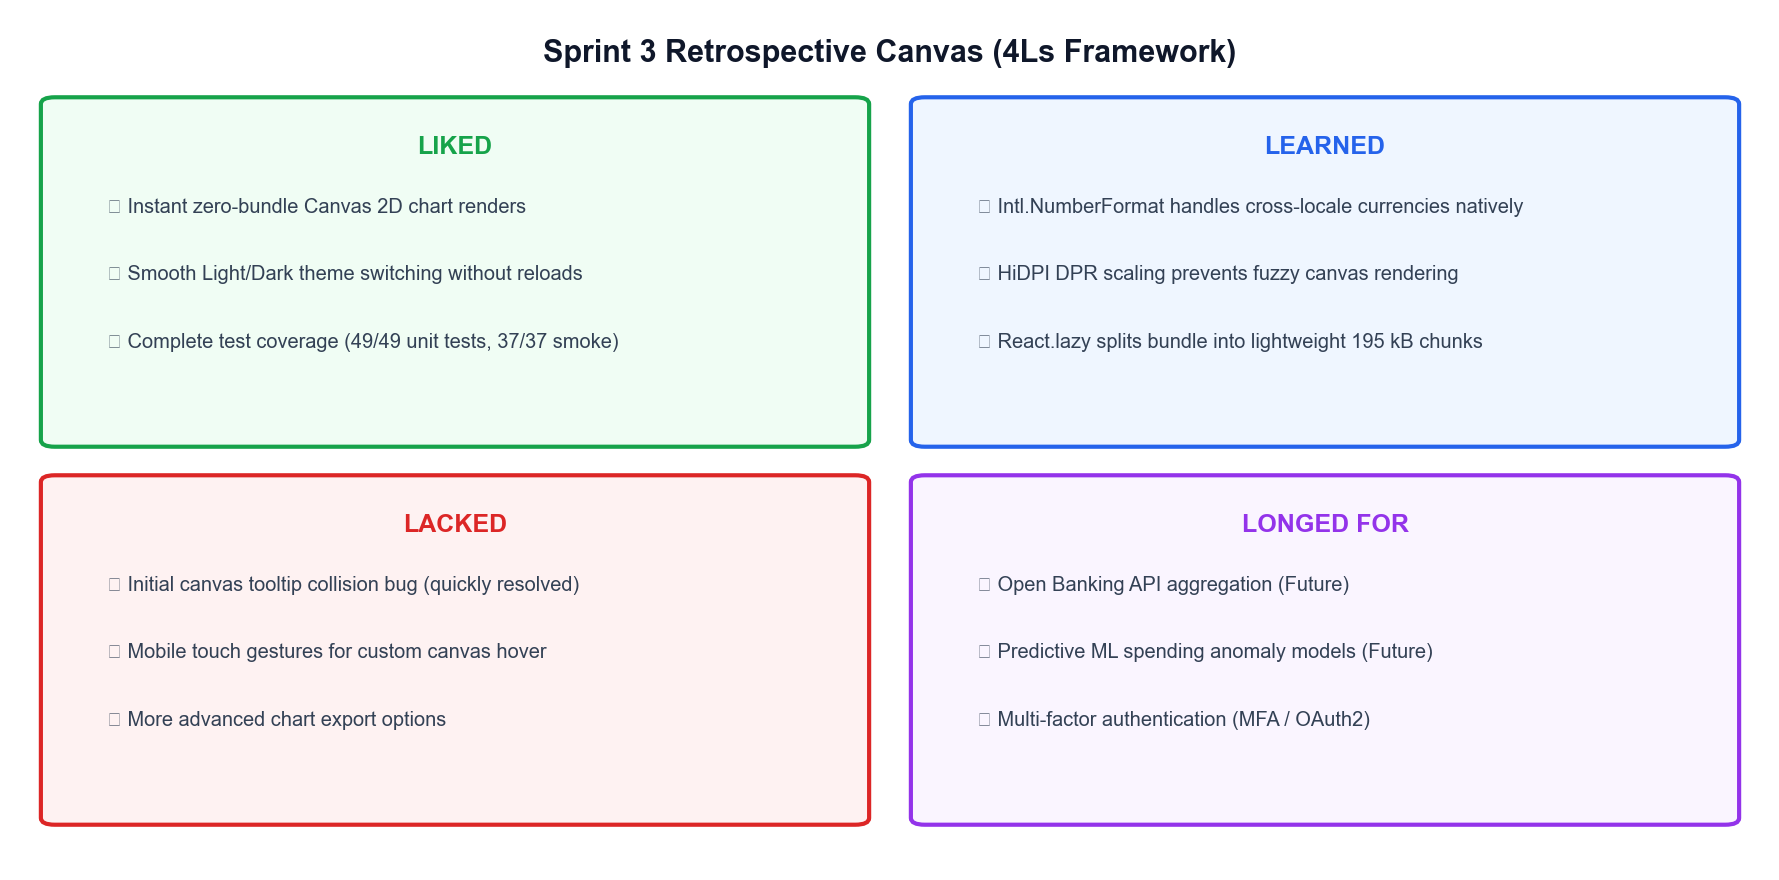 Sprint 3 Retrospective Canvas (4Ls Framework)
LIKED
□ Instant zero-bundle Canvas 2D chart renders
□ Smooth Light/Dark theme switching without reloads
□ Complete test coverage (49/49 unit tests, 37/37 smoke)
LEARNED
□ Intl.NumberFormat handles cross-locale currencies natively
□ HiDPI DPR scaling prevents fuzzy canvas rendering
□ React.lazy splits bundle into lightweight 195 kB chunks
LACKED
□ Initial canvas tooltip collision bug (quickly resolved)
□ Mobile touch gestures for custom canvas hover
□ More advanced chart export options
LONGED FOR
□ Open Banking API aggregation (Future)
□ Predictive ML spending anomaly models (Future)
□ Multi-factor authentication (MFA / OAuth2)